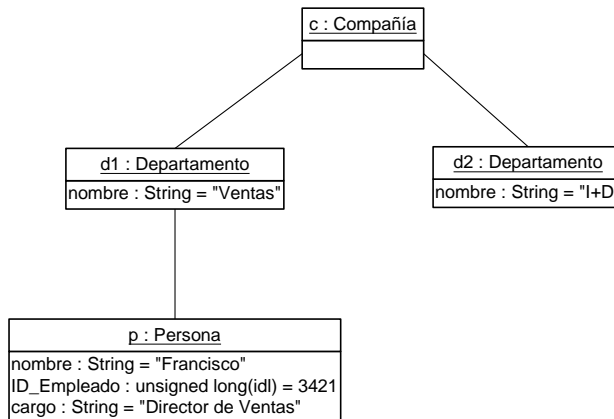 c : Compañía
d1 : Departamento
nombre : String = "Ventas"
d2 : Departamento
nombre : String = "I+D
p : Persona
nombre : String = "Francisco"
ID_Empleado : unsigned long(idl) = 3421
cargo : String = "Director de Ventas"